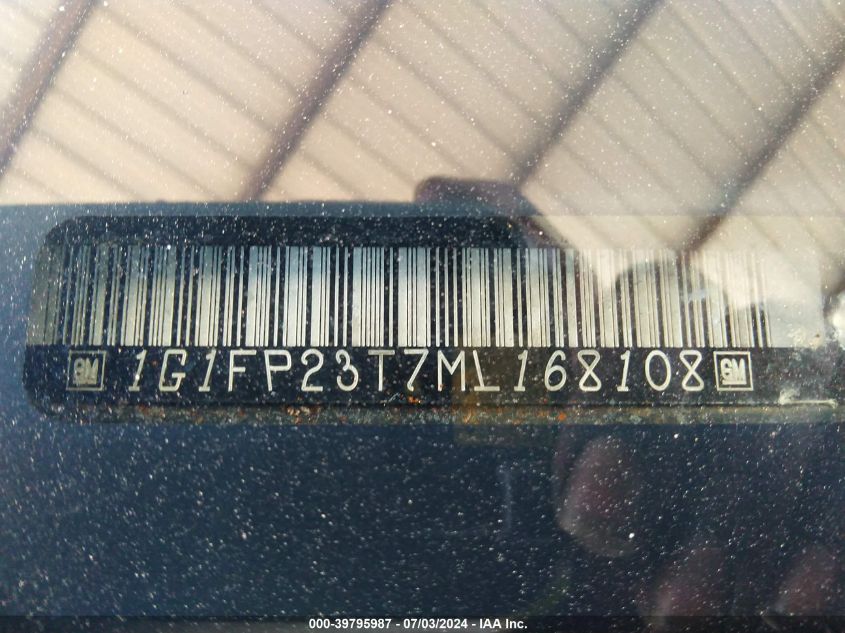 GM 1G1FP23T7ML168108 GM
000-39795987 - 07/03/2024 - IAA Inc.